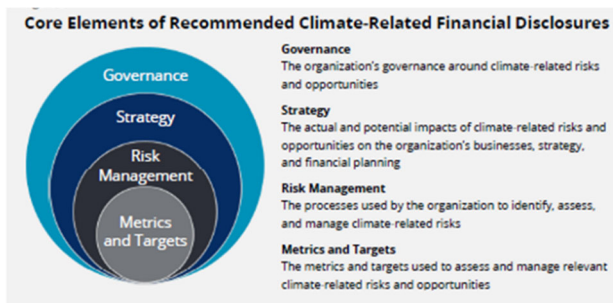 Core Elements of Recommended Climate-Related Financial Disclosures
Governance
Strategy
Risk
Management
Metrics
and Targets
Governance
The organization's governance around climate-related risks
and opportunities
Strategy
The actual and potential impacts of climate-related risks and
opportunities on the organization's businesses, strategy,
and financial planning
Risk Management
The processes used by the organization to identify, assess,
and manage climate-related risks
Metrics and Targets
The metrics and targets used to assess and manage relevant
climate-related risks and opportunities